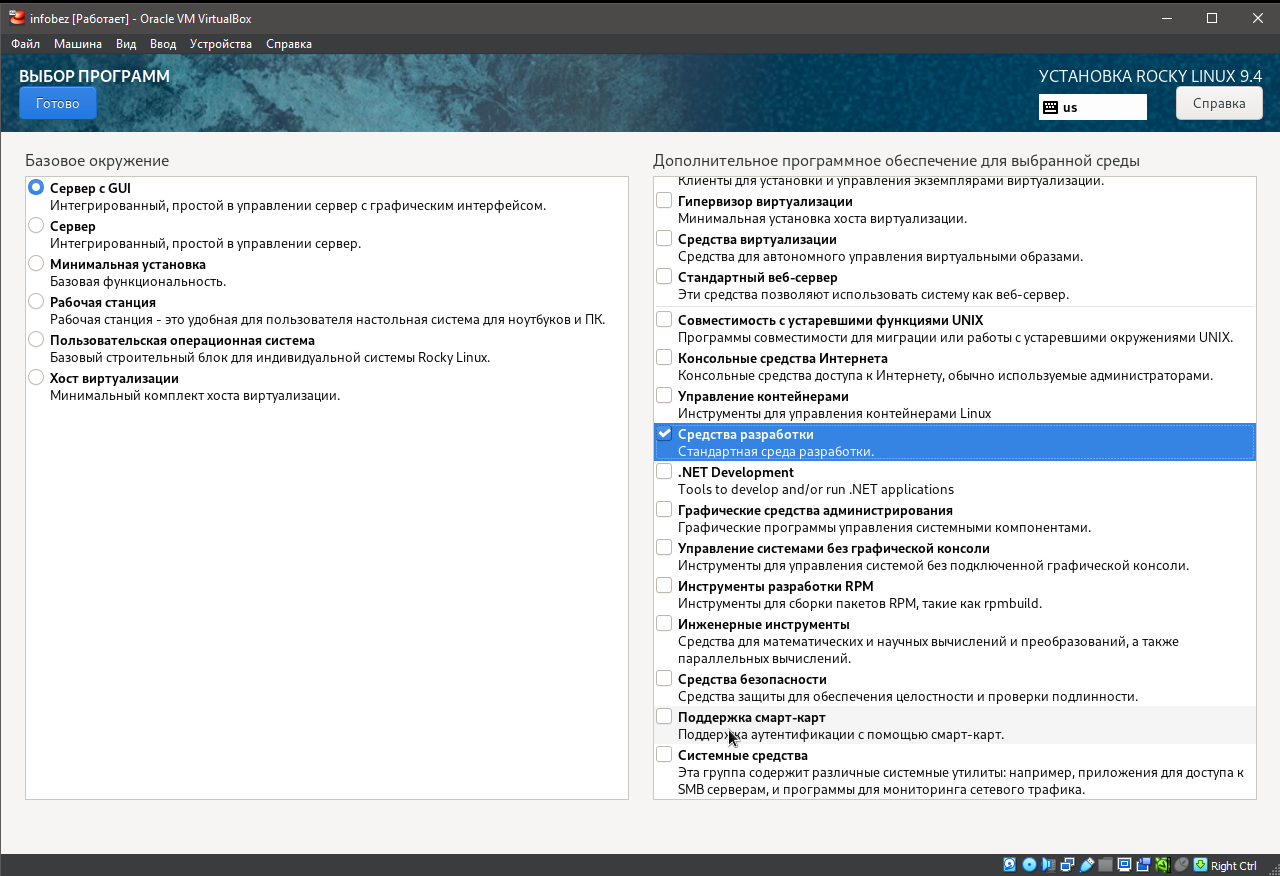 infobez [Работает] - Oracle VM VirtualBox
Файл Машина Вид Ввод Устройства Справка
ВЫБОР ПРОГРАММ
УСТАНОВКА ROCKY LINUX 9.4
Готово
us
Справка
Базовое окружение
Сервер с GUI
Интегрированный, простой в управлении сервер с графическим интерфейсом.
Сервер
Интегрированный, простой в управлении сервер.
Минимальная установка
Базовая функциональность.
Рабочая станция
Рабочая станция - это удобная для пользователя настольная система для ноутбуков и ПК.
Пользовательская операционная система
Базовый строительный блок для индивидуальной системы Rocky Linux.
Хост виртуализации
Минимальный комплект хоста виртуализации.
Дополнительное программное обеспечение для выбранной среды
Клиенты для установки и управления экземплярами виртуализации.
Гипервизор виртуализации
Минимальная установка хоста виртуализации.
Средства виртуализации
Средства для автономного управления виртуальными образами.
Стандартный веб-сервер
Эти средства позволяют использовать систему как веб-сервер.
Совместимость с устаревшими функциями UNIX
Программы совместимости для миграции или работы с устаревшими окружениями UNIX.
Консольные средства Интернета
Консольные средства доступа к Интернету, обычно используемые администраторами.
Управление контейнерами
Инструменты для управления контейнерами Linux
Средства разработки
Стандартная среда разработки.
.NET Development
Tools to develop and/or run .NET applications
Графические средства администрирования
Графические программы управления системными компонентами.
Управление системами без графической консоли
Инструменты для управления системой без подключенной графической консоли.
Инструменты разработки RPM
Инструменты для сборки пакетов RPM, такие как rpmbuild.
Инженерные инструменты
Средства для математических и научных вычислений и преобразований, а также
параллельных вычислений.
Средства безопасности
Средства защиты для обеспечения целостности и проверки подлинности.
Поддержка смарт-карт
Поддержка аутентификации с помощью смарт-карт.
Системные средства
Эта группа содержит различные системные утилиты: например, приложения для доступа к
SMB серверам, и программы для мониторинга сетевого трафика.
Right Ctrl